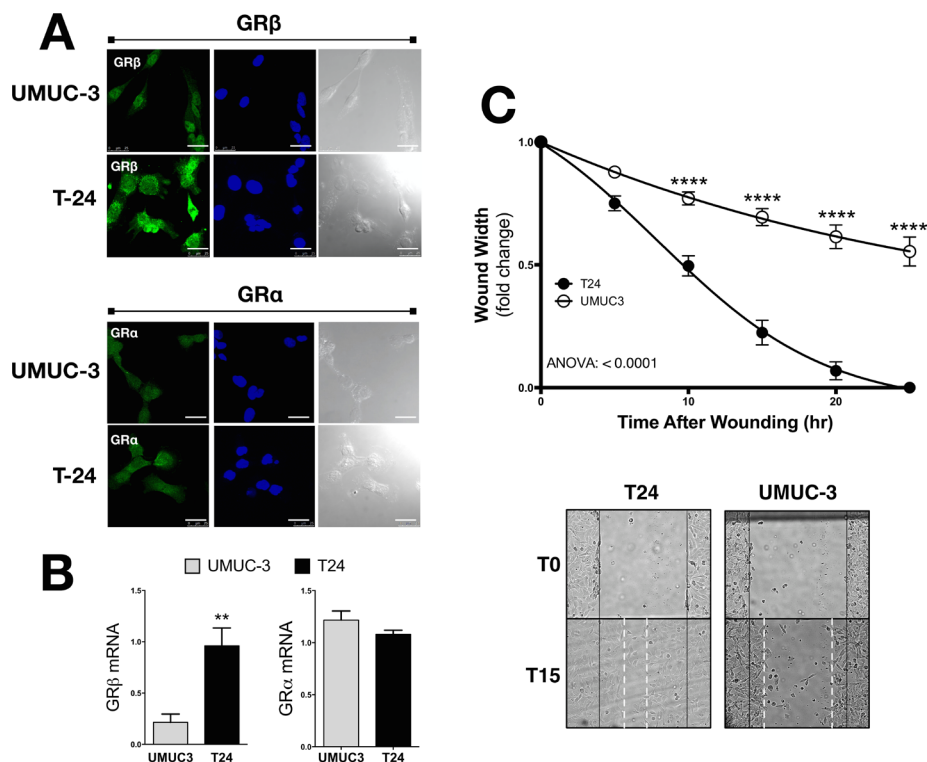 A
GRβ
UMUC-3
GRβ
T-24
GRβ
GRα
UMUC-3
GRα
T-24
GRα
B
UMUC-3
T24
GRβ mRNA
1.5
1.0
0.5
0.0
**
UMUC3
T24
GRα mRNA
1.5
1.0
0.5
0.0
UMUC3
T24
C
Wound Width
(fold change)
1.0
0.5
0.0
****
****
****
****
T24
UMUC3
ANOVA: < 0.0001
0
10
20
Time After Wounding (hr)
T24
UMUC-3
T0
T15